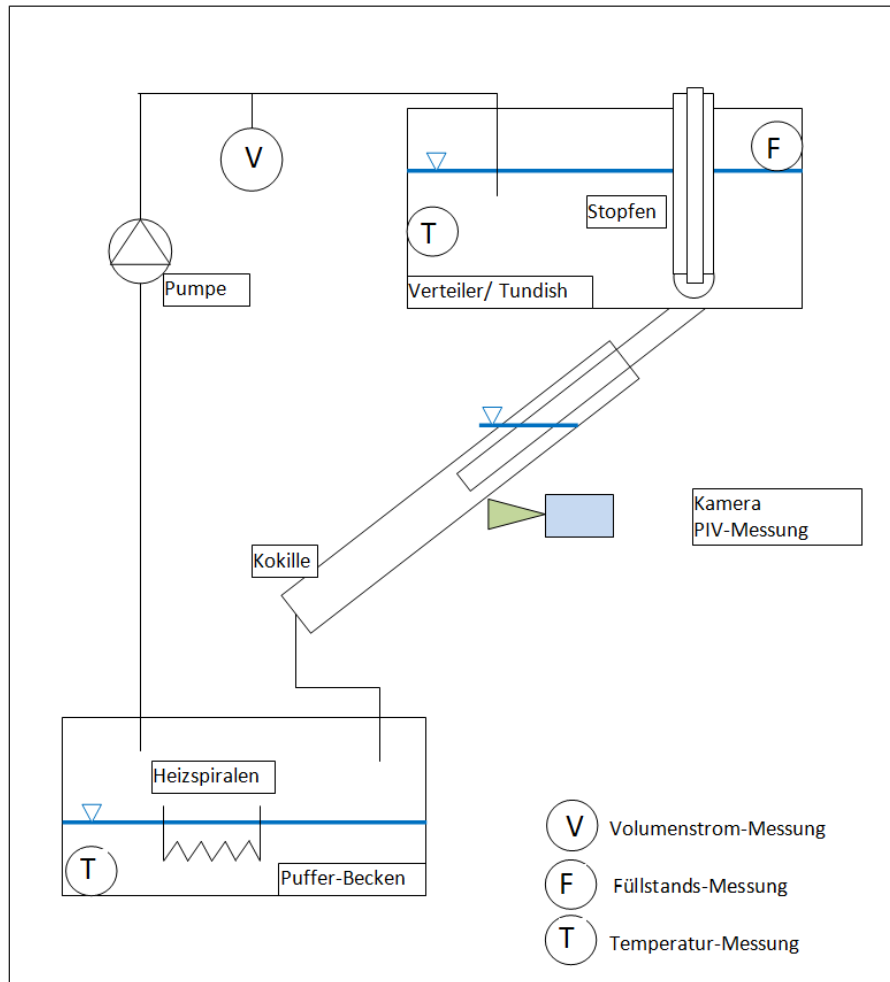 V
F
Stopfen
T
Pumpe
Verteiler/ Tundish
Kamera
PIV-Messung
Kokille
Heizspiralen
T
Puffer-Becken
V Volumenstrom-Messung
F Füllstands-Messung
T Temperatur-Messung